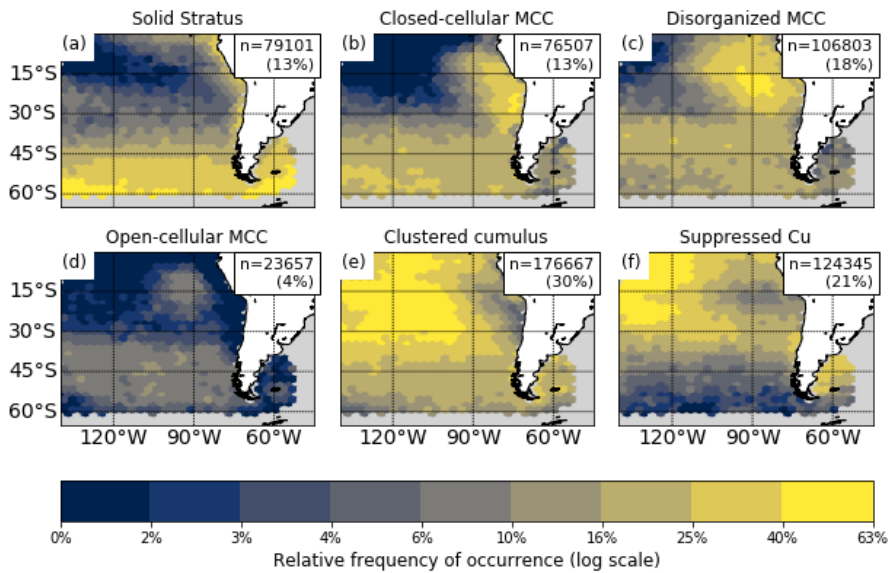 Solid Stratus
Closed-cellular MCC
Disorganized MCC
(a)
n=79101
(13%)
(b)
n=76507
(13%)
(c)
n=106803
(18%)
15°S
30°S
45°S
60°S
Open-cellular MCC
Clustered cumulus
Suppressed Cu
(d)
n=23657
(4%)
(e)
n=176667
(30%)
(f)
n=124345
(21%)
15°S
30°S
45°S
60°S
120°W 90°W 60°W
120°W 90°W 60°W
120°W 90°W 60°W
0% 2% 3% 4% 6% 10% 16% 25% 40% 63%
Relative frequency of occurrence (log scale)